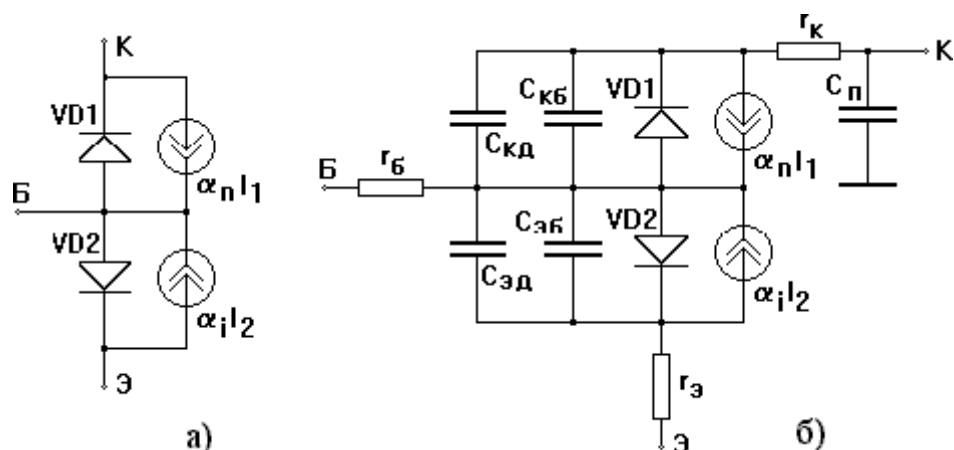 К
VD1
αnI1
Б
VD2
αiI2
Э
а)
rк
К
Cкб
VD1
Cп
Cкд
αnI1
Б
rб
Cэб
VD2
Cэд
αiI2
rэ
Э
б)